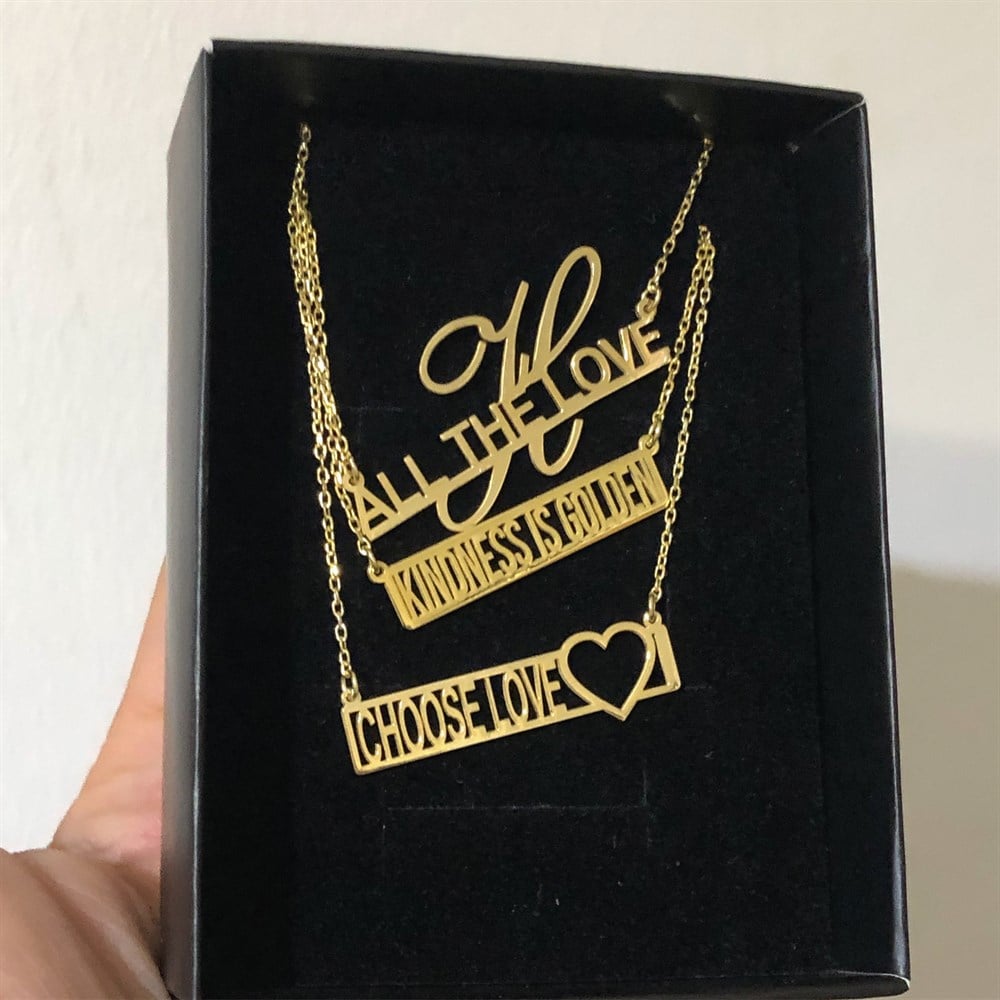 H
ALL THE LOVE
KINDNESS IS GOLDEN
CHOOSE LOVE